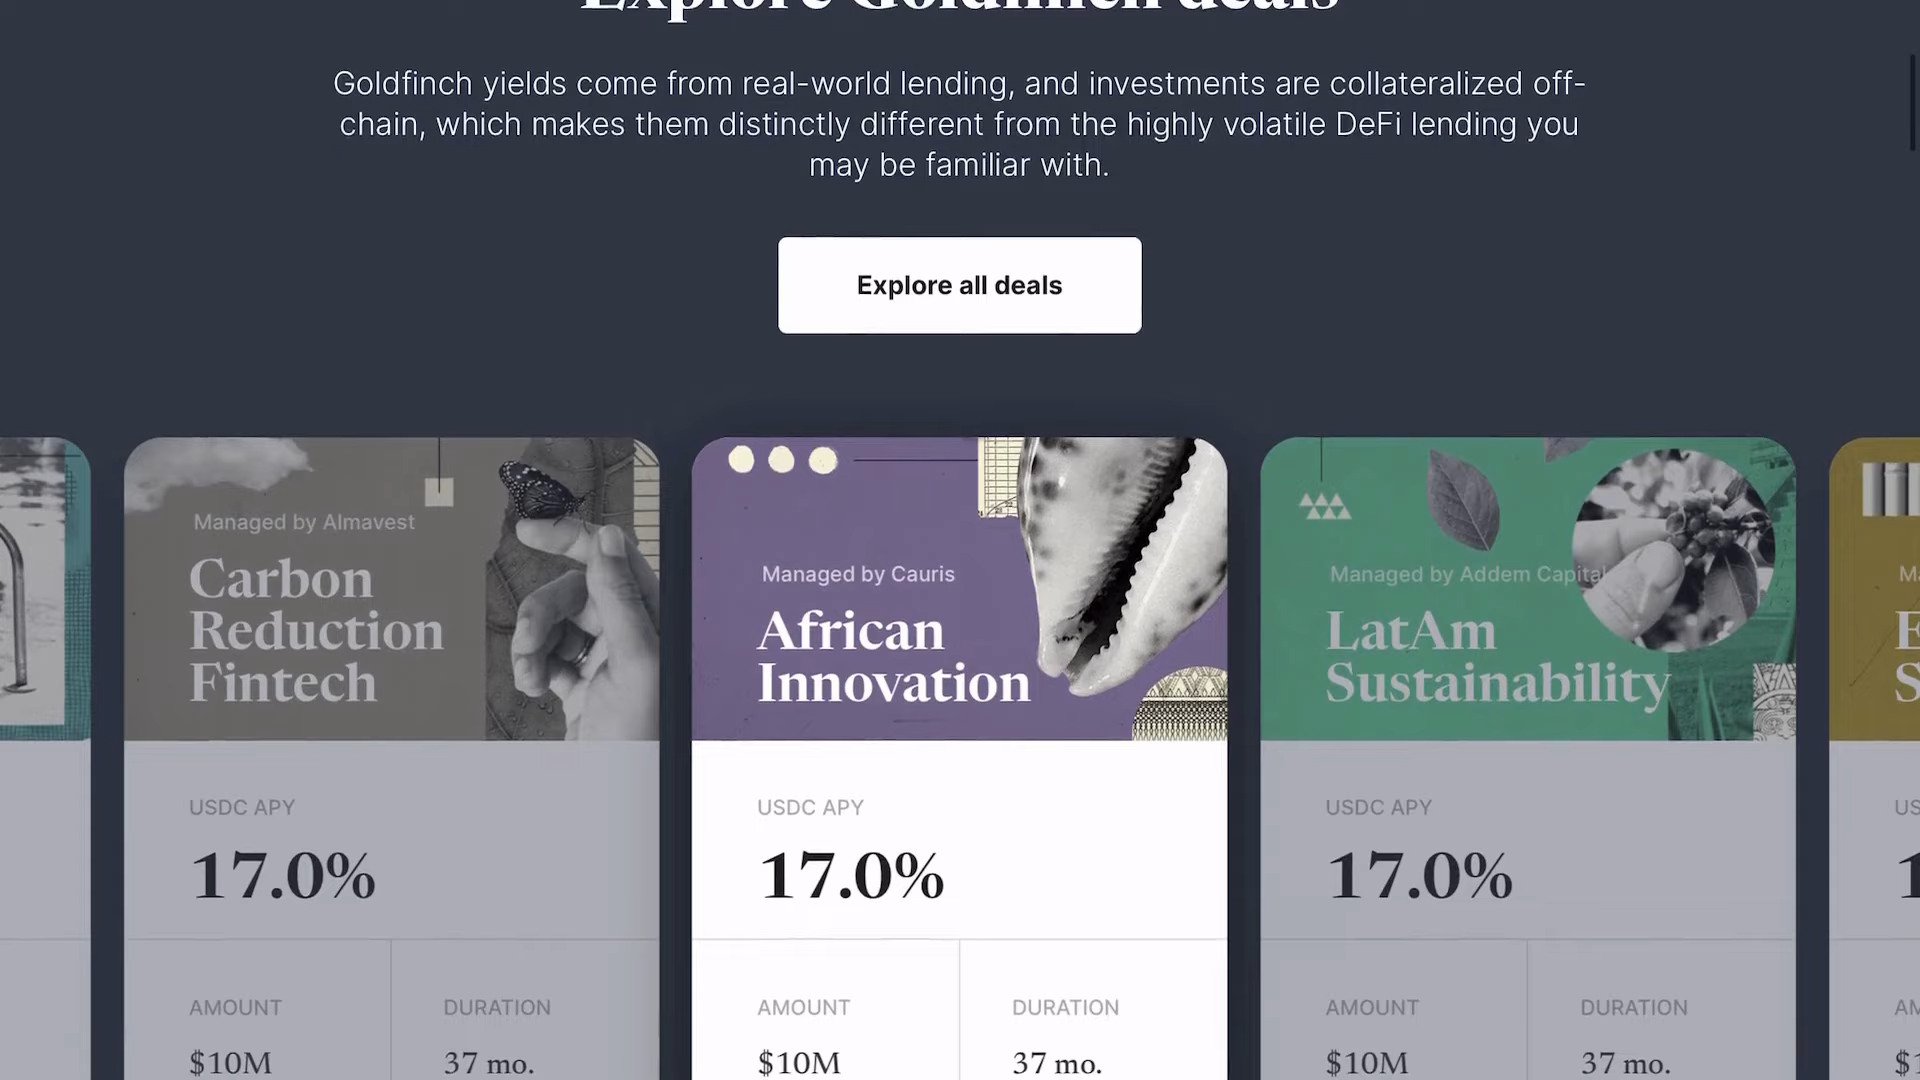 Explore Goldfinch deals
Goldfinch yields come from real-world lending, and investments are collateralized off-
chain, which makes them distinctly different from the highly volatile DeFi lending you
may be familiar with.
Explore all deals
Managed by Almavest
Carbon
Reduction
Fintech
USDC APY
17.0%
AMOUNT
$10M
DURATION
37 mo.
Managed by Cauris
African
Innovation
USDC APY
17.0%
AMOUNT
$10M
DURATION
37 mo.
Managed by Addem Capital
LatAm
Sustainability
USDC APY
17.0%
AMOUNT
$10M
DURATION
37 mo.